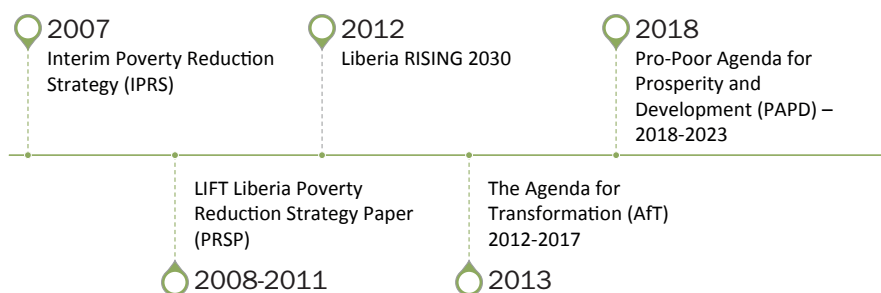 2007
Interim Poverty Reduction
Strategy (IPRS)
2012
Liberia RISING 2030
2018
Pro-Poor Agenda for
Prosperity and
Development (PAPD) –
2018-2023
LIFT Liberia Poverty
Reduction Strategy Paper
(PRSP)
2008-2011
The Agenda for
Transformation (AfT)
2012-2017
2013